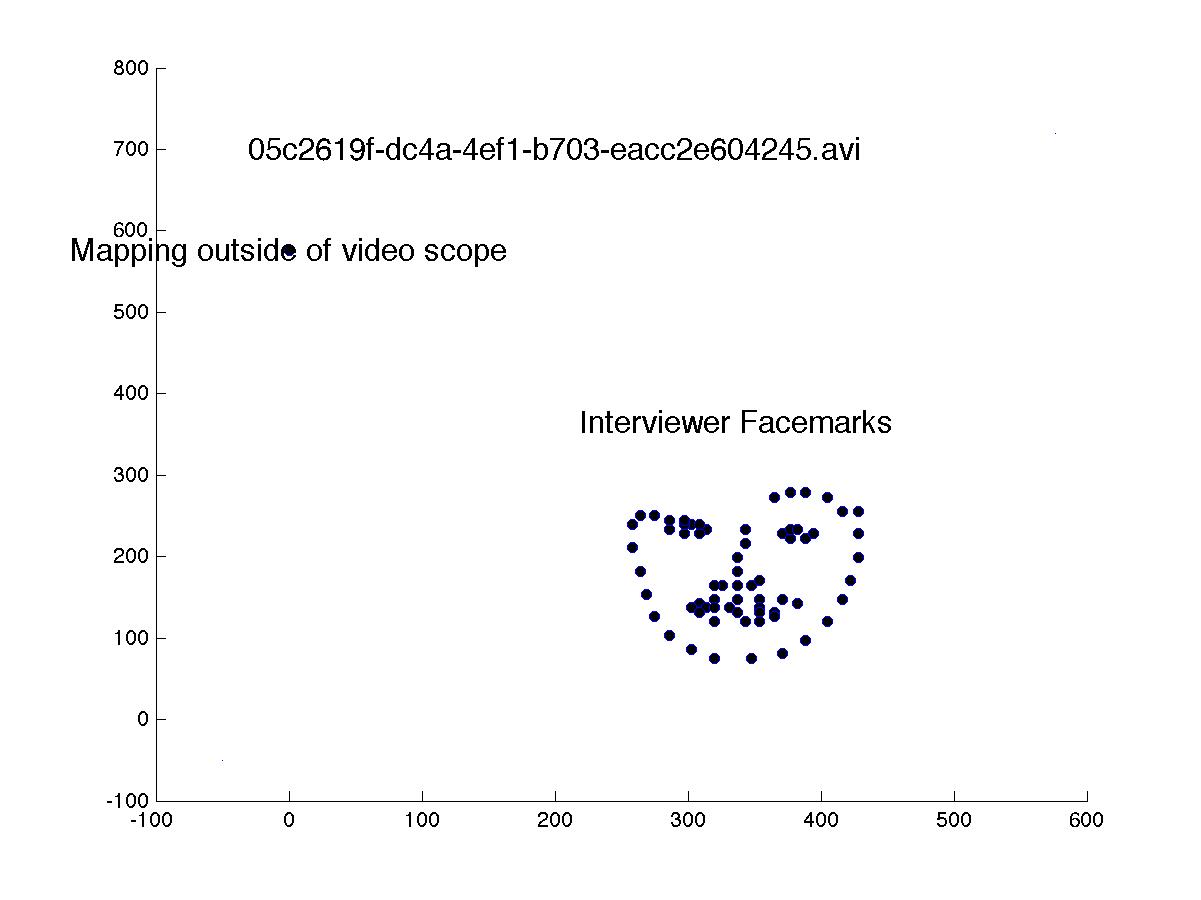 800
05c2619f-dc4a-4ef1-b703-eacc2e604245.avi
700
600
Mapping outside of video scope
500
400
Interviewer Facemarks
300
200
100
0
-100
-100 0 100 200 300 400 500 600